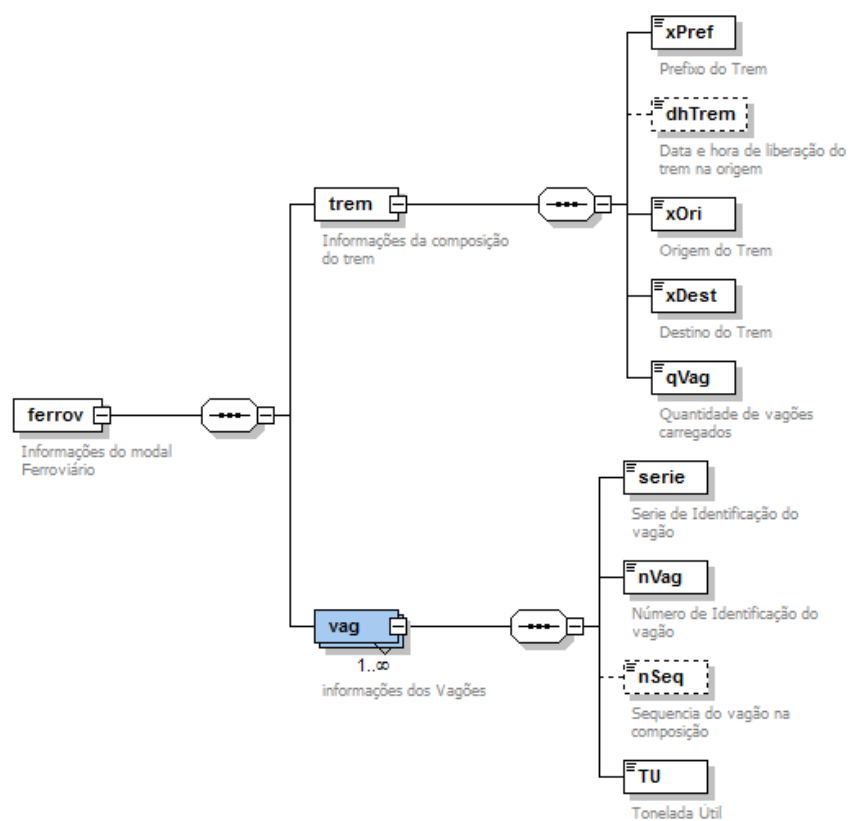 xPref
Prefixo do Trem
dhTrem
Data e hora de liberação do
trem na origem
trem
Informações da composição
do trem
xOri
Origem do Trem
xDest
Destino do Trem
qVag
Quantidade de vagões
carregados
ferrov
Informações do modal
Ferroviário
serie
Serie de Identificação do
vagão
nVag
Número de Identificação do
vagão
vag
1..∞
informações dos Vagões
nSeq
Sequencia do vagão na
composição
TU
Tonelada Útil